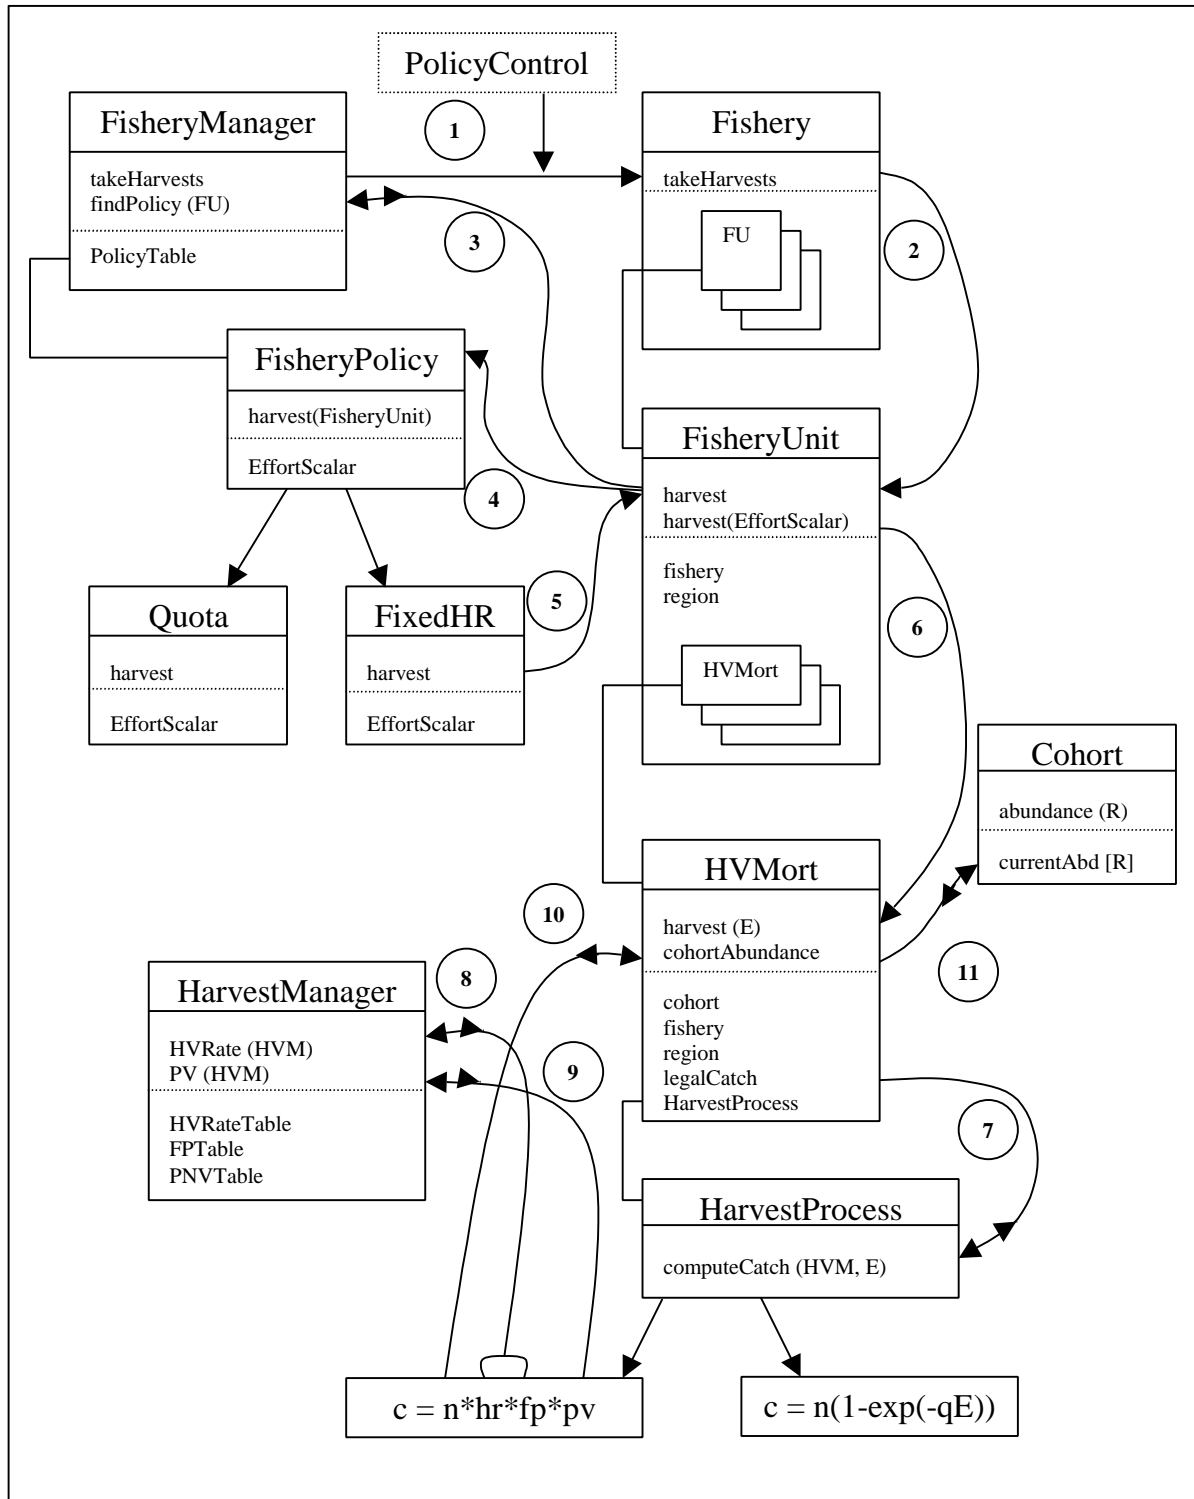 PolicyControl
FisheryManager
takeHarvests
findPolicy (FU)
PolicyTable
1
Fishery
takeHarvests
FU
2
3
FisheryPolicy
harvest(FisheryUnit)
EffortScalar
4
FisheryUnit
harvest
harvest(EffortScalar)
fishery
region
HVMort
Quota
harvest
EffortScalar
FixedHR
harvest
EffortScalar
5
6
Cohort
abundance (R)
currentAbd [R]
HVMort
harvest (E)
cohortAbundance
cohort
fishery
region
legalCatch
HarvestProcess
10
11
8
HarvestManager
HVRate (HVM)
PV (HVM)
HVRateTable
FPTable
PNVTable
9
7
HarvestProcess
computeCatch (HVM, E)
c = n*hr*fp*pv
c = n(1-exp(-qE))